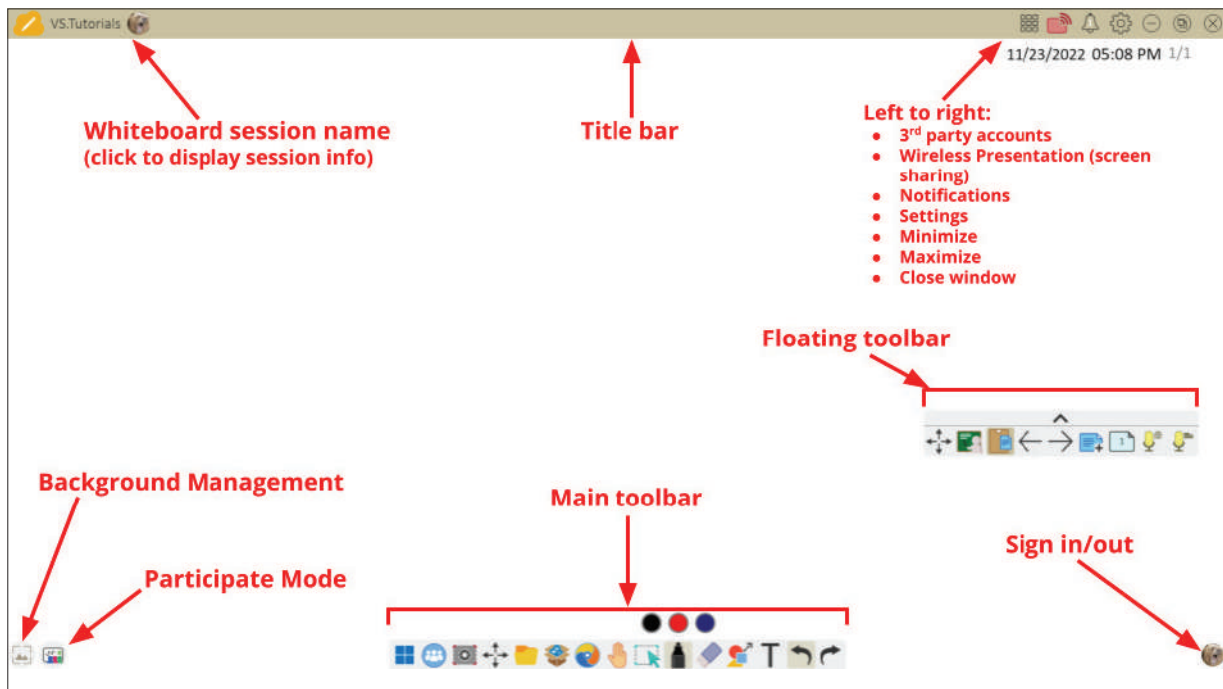 VS.Tutorials
11/23/2022 05:08 PM 1/1
Whiteboard session name
(click to display session info)
Title bar
Left to right:
• 3rd party accounts
• Wireless Presentation (screen
sharing)
• Notifications
• Settings
• Minimize
• Maximize
• Close window
Floating toolbar
1
Background Management
Main toolbar
Sign in/out
Participate Mode
T